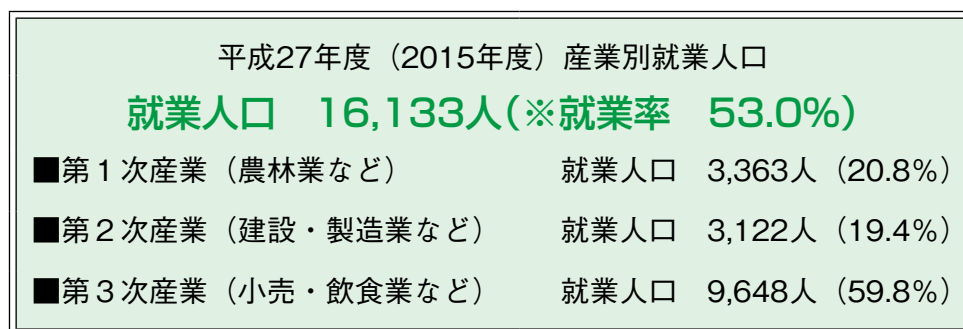 平成27年度（2015年度）産業別就業人口
就業人口　16,133人（※就業率　53.0%）
■第１次産業（農林業など）　就業人口　3,363人（20.8%）
■第２次産業（建設・製造業など）　就業人口　3,122人（19.4%）
■第３次産業（小売・飲食業など）　就業人口　9,648人（59.8%）